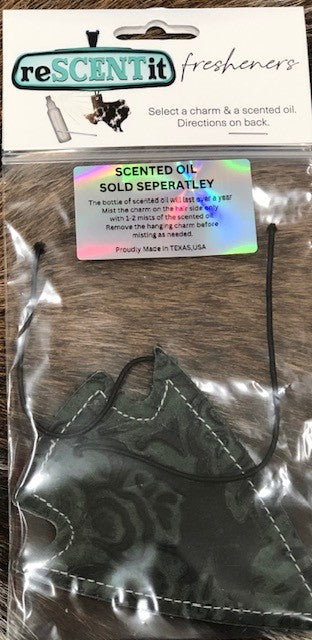 reSCENTit fresheners
Select a charm & a scented oil.
Directions on back.
SCENTED OIL
SOLD SEPERATLEY
The bottle of scented oil will last over a year
Mist the charm on the hair side only
with 1-2 mists of the scented oil
Remove the hanging charm before
misting as needed.
Proudly Made in TEXAS,USA